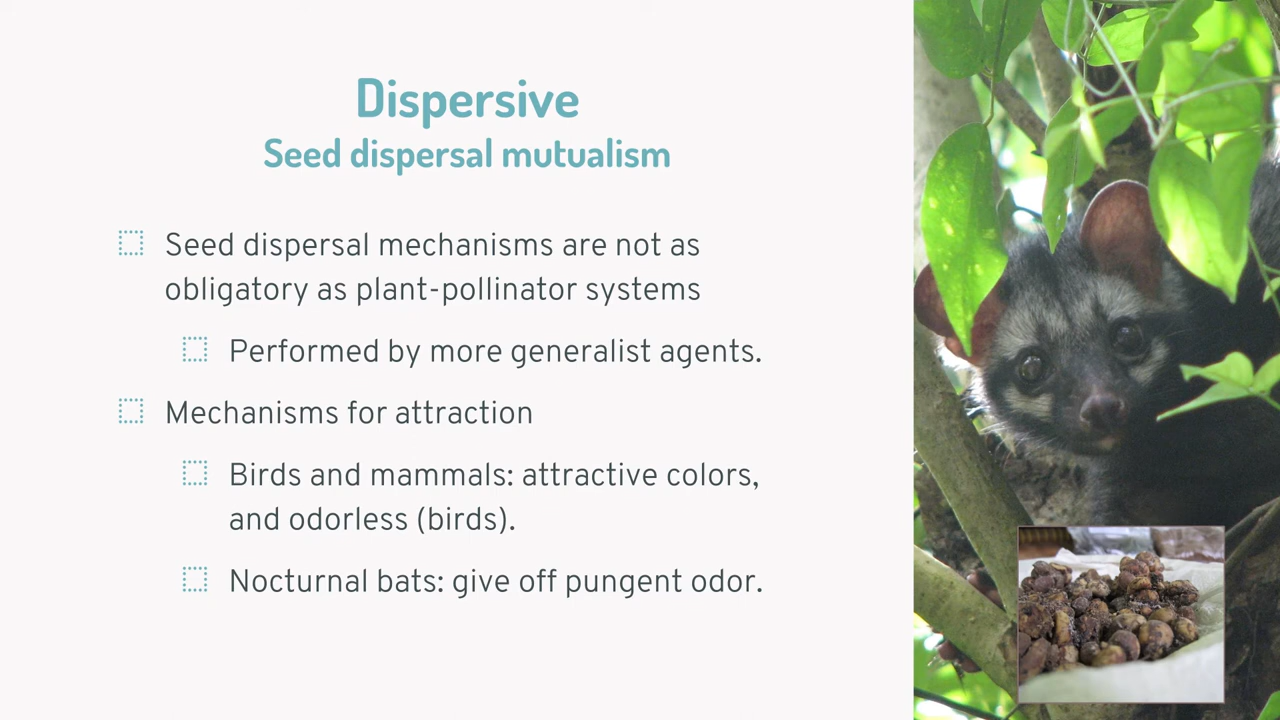 Dispersive
Seed dispersal mutualism
Seed dispersal mechanisms are not as
obligatory as plant-pollinator systems
Performed by more generalist agents.
Mechanisms for attraction
Birds and mammals: attractive colors,
and odorless (birds).
Nocturnal bats: give off pungent odor.